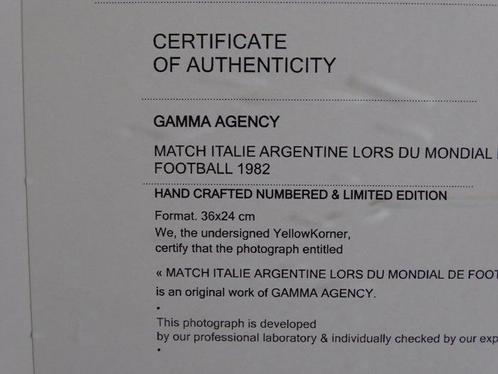 CERTIFICATE
OF AUTHENTICITY
GAMMA AGENCY
MATCH ITALIE ARGENTINE LORS DU MONDIAL
FOOTBALL 1982
HAND CRAFTED NUMBERED & LIMITED EDITION
Format. 36x24 cm
We, the undersigned YellowKorner,
certify that the photograph entitled
« MATCH ITALIE ARGENTINE LORS DU MONDIAL DE FOOT
is an original work of GAMMA AGENCY.
•
This photograph is developed
by our professional laboratory & individually checked by our exp
•